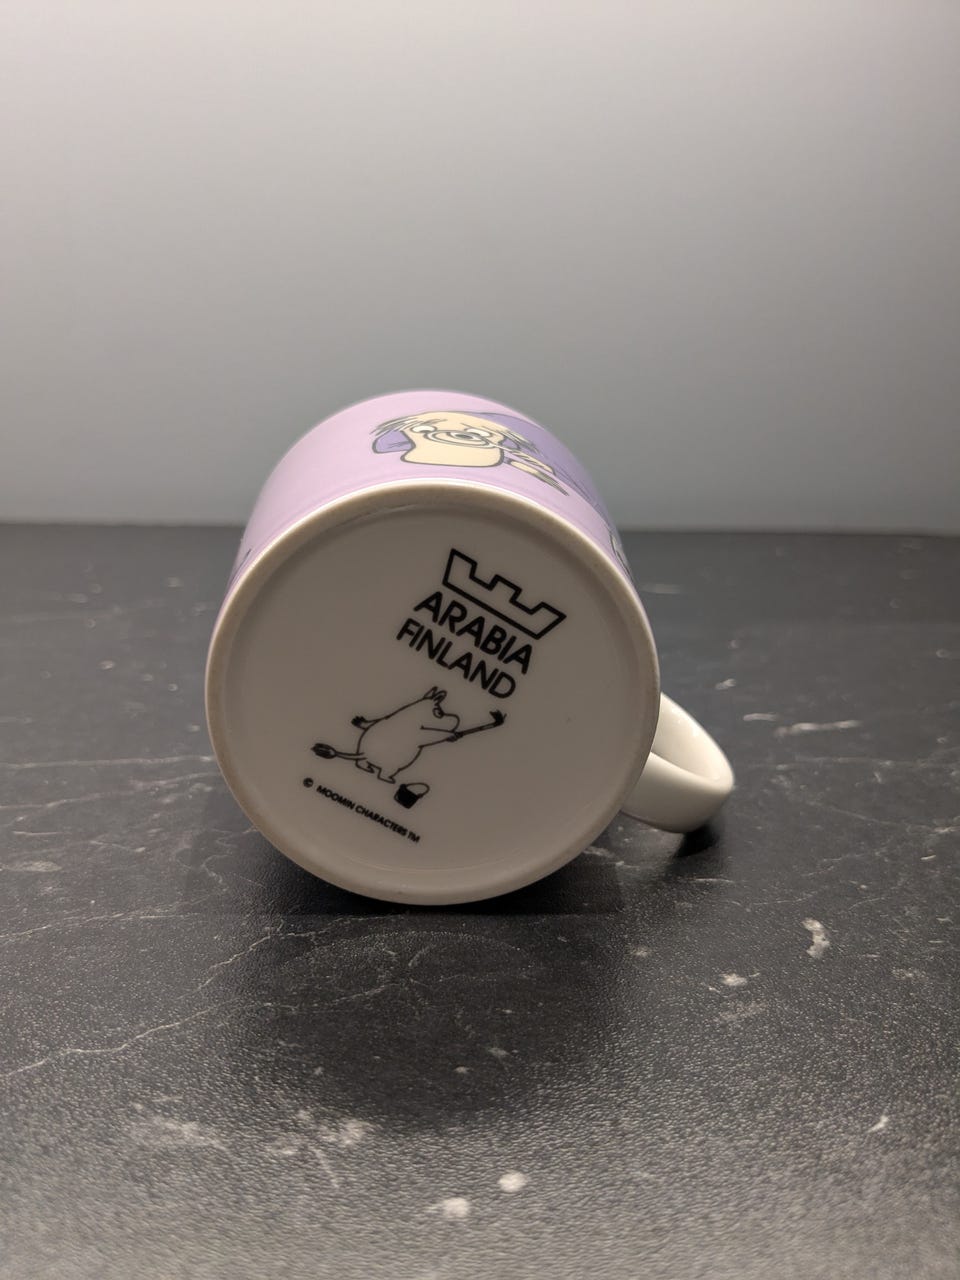 ARABIA
FINLAND
© MOOMIN CHARACTERS ™